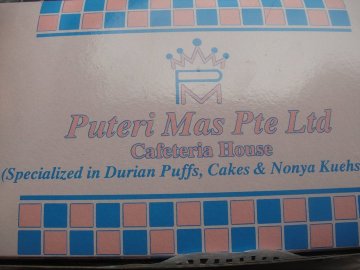 PM
Puteri Mas Pte Ltd
Cafeteria House
(Specialized in Durian Puffs, Cakes & Nonya Kuehs